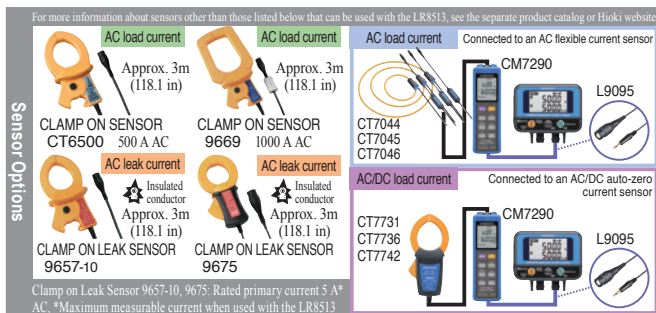 For more information about sensors other than those listed below that can be used with the LR8513, see the separate product catalog or Hioki website
Sensor Options
AC load current
Approx. 3m
(118.1 in)
CLAMP ON SENSOR
CT6500 500 A AC
AC load current
Approx. 3m
(118.1 in)
CLAMP ON SENSOR
9669 1000 A AC
AC leak current
Insulated
conductor
Approx. 3m
(118.1 in)
CLAMP ON LEAK SENSOR
9657-10
AC leak current
Insulated
conductor
Approx. 3m
(118.1 in)
CLAMP ON LEAK SENSOR
9675
Clamp on Leak Sensor 9657-10, 9675: Rated primary current 5 A*
AC, *Maximum measurable current when used with the LR8513
AC load current
Connected to an AC flexible current sensor
CM7290
L9095
CT7044
CT7045
CT7046
AC/DC load current
Connected to an AC/DC auto-zero
current sensor
CM7290
L9095
CT7731
CT7736
CT7742